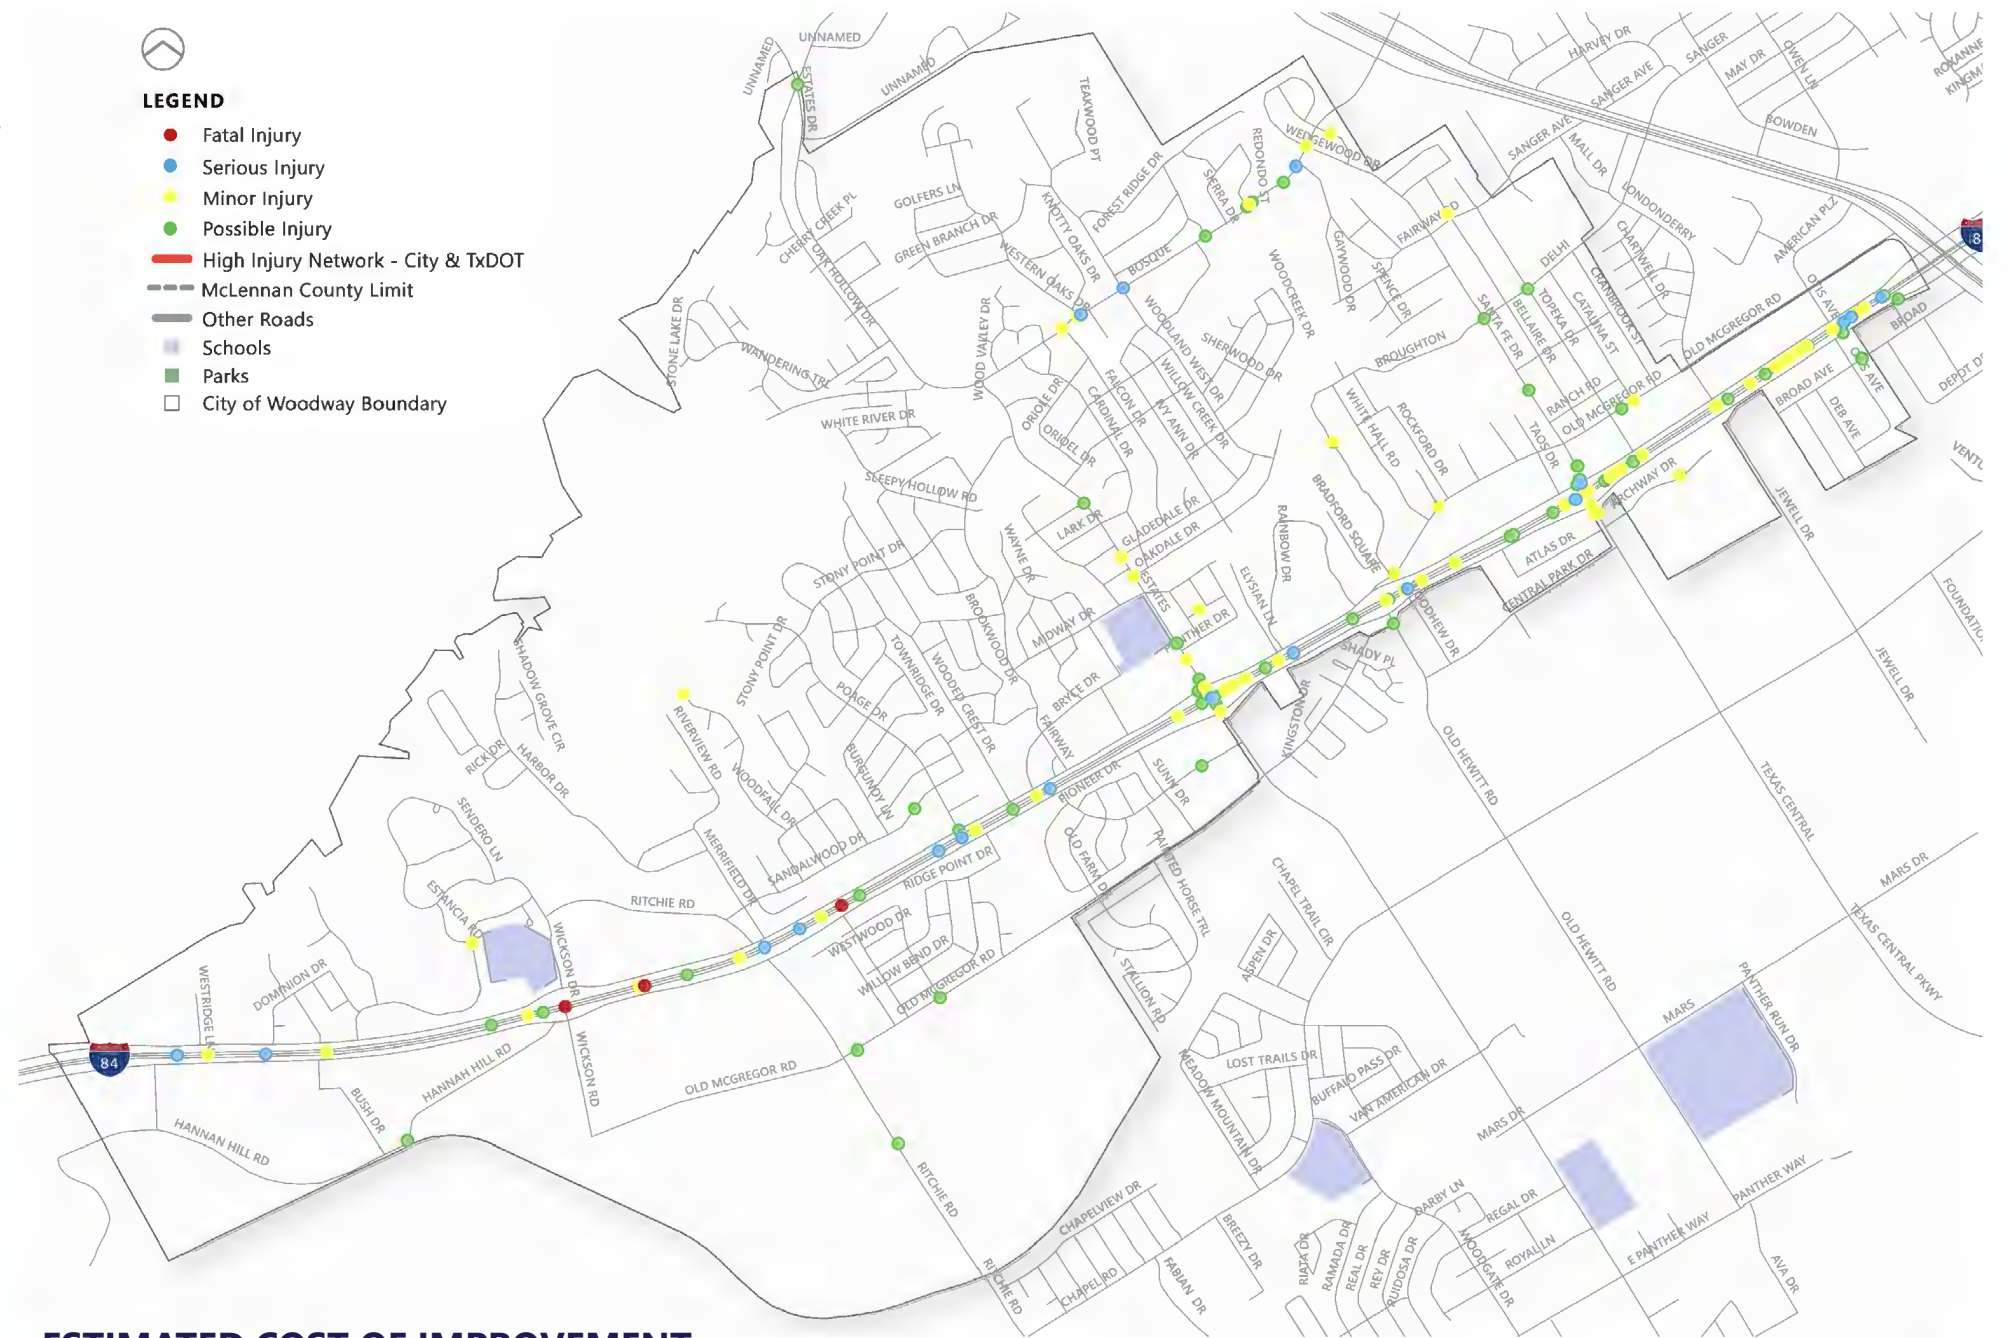 LEGEND
Fatal Injury
Serious Injury
Minor Injury
Possible Injury
High Injury Network - City & TxDOT
McLennan County Limit
Other Roads
Schools
Parks
City of Woodway Boundary
UNNAMED
UNNAMED
UNNAMED
ESTATES DR
TEAKWOOD PT
HARVEY DR
SANGER
MAY DR
OWEN LN
SANGER AVE
BOWDEN
SANGER AVE
MALL DR
LONDONDERRY
AMERICAN PLZ
CHARTWELL DR
WEDGEWOOD DR
REDONDO ST
SIERRA DR
FOREST RIDGE DR
KNOTTY OAKS DR
GOLFERS LN
GREEN BRANCH DR
CHERRY CREEK PL
OAK HOLLOW DR
WESTERN OAKS DR
BOSQUE
FAIRWAY
GAYWOOD DR
SPENCE DR
WOODCREEK DR
DELHI
CRANBROOK ST
CATALINA ST
TOPEKA DR
BELLAIRE DR
SANTA FE DR
OLD MCGREGOR RD
OTIS AVE
BROAD
BROAD AVE
DEB AVE
DEPOT D
STONE LAKE DR
WANDERING TRL
WOOD VALLEY DR
WOODLAND WEST DR
SHERWOOD DR
WILLOW CREEK DR
IVY ANN DR
FALCON DR
CARDINAL DR
ORIOLE DR
ORIOEL DR
WHITE RIVER DR
BROUGHTON
WHITE HALL RD
ROCKFORD DR
RANCH RD
OLD MCGREGOR RD
TAOS DR
ARCHWAY DR
JEWELL DR
SLEEPY HOLLOW RD
LARK DR
GLADEDALE DR
OAKDALE DR
ESTATES
WAYNE DR
STONY POINT DR
RAINBOW DR
BRADFORD SQUARE
ATLAS DR
CENTRAL PARK DR
ELYSIAN LN
MIDWAY DR
BROOKWOOD DR
SHADY PL
JEWELL DR
SHADOW GROVE CIR
STONY POINT DR
TOWNRIDGE DR
WOODED CREST DR
POAGE DR
BRYCE DR
FAIRWAY
KINGSTON DR
OLD HEWITT RD
TEXAS CENTRAL
RICK DR
HARBOR DR
RIVERVIEW RD
WOODFALL DR
BURGUNDY LN
PIONEER DR
SUNNY DR
SENDERO LN
MERRIFIELD DR
SANDALWOOD DR
RIDGE POINT DR
OLD FARM DR
PAINTED HORSE TRL
CHAPEL TRAIL CIR
MARS DR
ESTANCIA RD
RITCHIE RD
WICKSON DR
WESTWOOD DR
WILLOW BEND DR
OLD MCGREGOR RD
STALLION RD
ASPEN DR
OLD HEWITT RD
TEXAS CENTRAL PKWY
WESTRIDGE LN
DOMINION DR
84
HANNAH HILL RD
WICKSON RD
OLD MCGREGOR RD
BUSH DR
HANNAN HILL RD
LOST TRAILS DR
BUFFALO PASS DR
VAN AMERICAN DR
MEADOW MOUNTAIN DR
MARS
PANTHER RUN DR
MARS DR
RITCHIE RD
CHAPELVIEW DR
BREEZY DR
DARBY LN
REGAL DR
PANTHER WAY
E PANTHER WAY
ROYAL LN
WOODGATE DR
RIATA DR
RAMADA DR
REAL DR
REY DR
RUIDOSA DR
AVA DR
RITCHIE RD
CHAPEL RD
FABIAN DR
ESTIMATED COST OF IMPROVEMENT